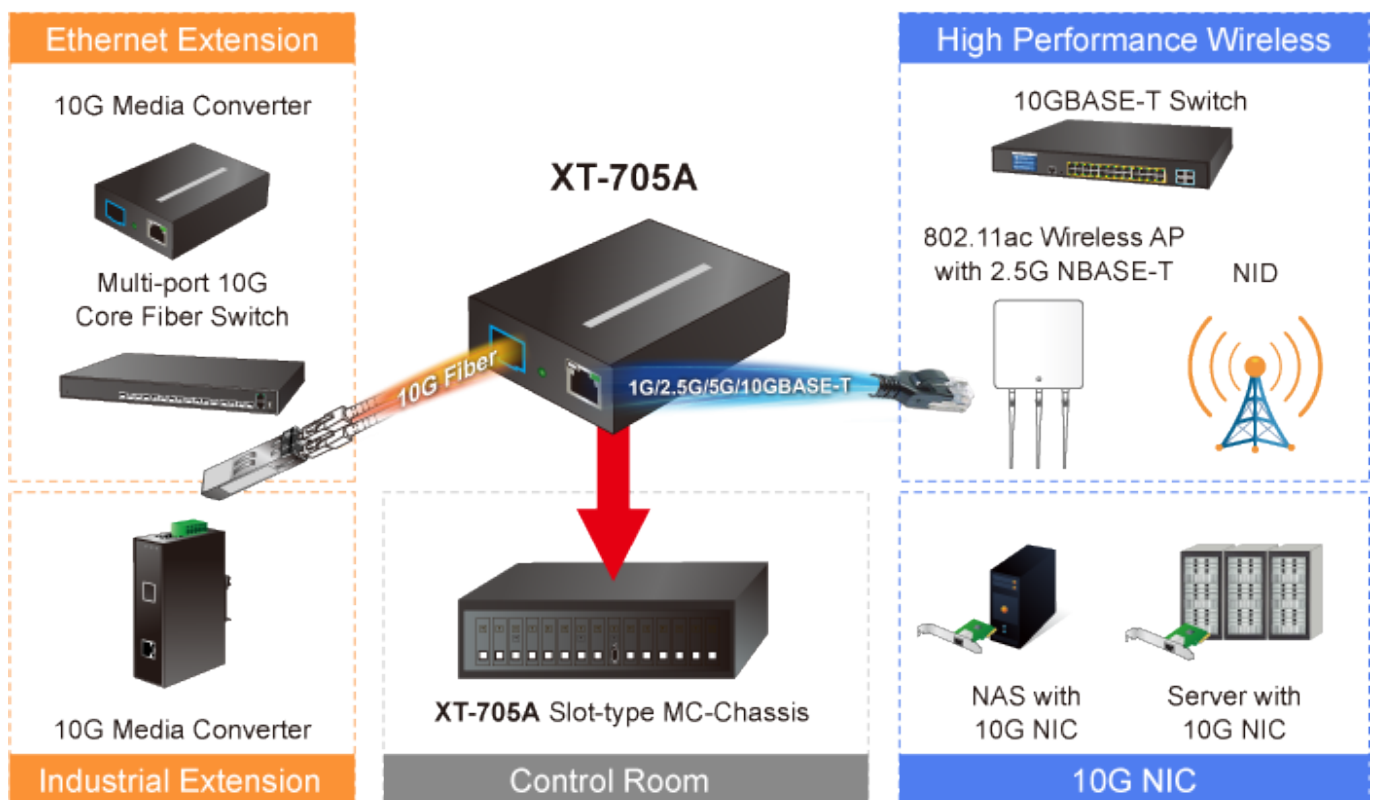 Ethernet Extension
10G Media Converter
Multi-port 10G
Core Fiber Switch
10G Media Converter
Industrial Extension
XT-705A
10G Fiber
1G/2.5G/5G/10GBASE-T
XT-705A Slot-type MC-Chassis
Control Room
High Performance Wireless
10GBASE-T Switch
802.11ac Wireless AP
with 2.5G NBASE-T
NID
NAS with
10G NIC
Server with
10G NIC
10G NIC